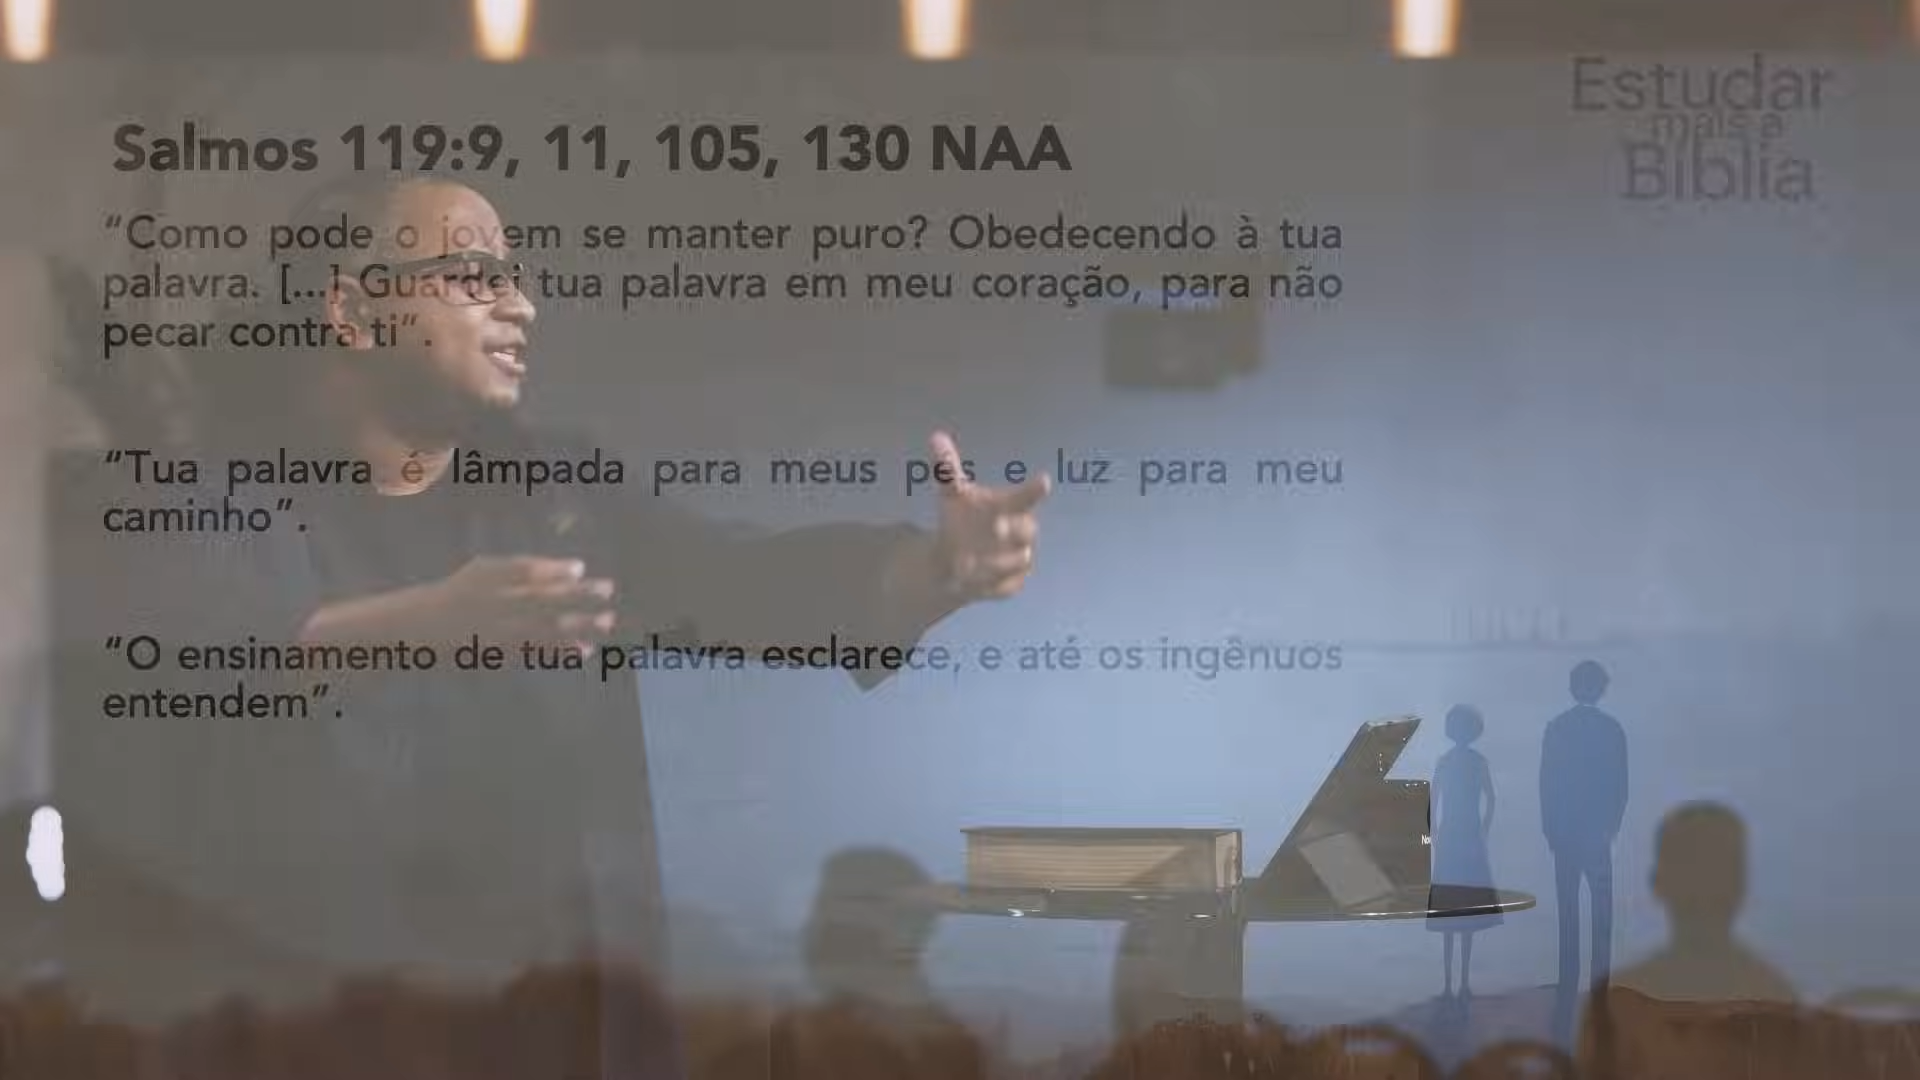 Estudar
mais a
Bíblia
Salmos 119:9, 11, 105, 130 NAA
“Como pode o jovem se manter puro? Obedecendo à tua
palavra. [...] Guardei tua palavra em meu coração, para não
pecar contra ti”.
“Tua palavra é lâmpada para meus pés e luz para meu
caminho”.
“O ensinamento de tua palavra esclarece, e até os ingênuos
entendem”.